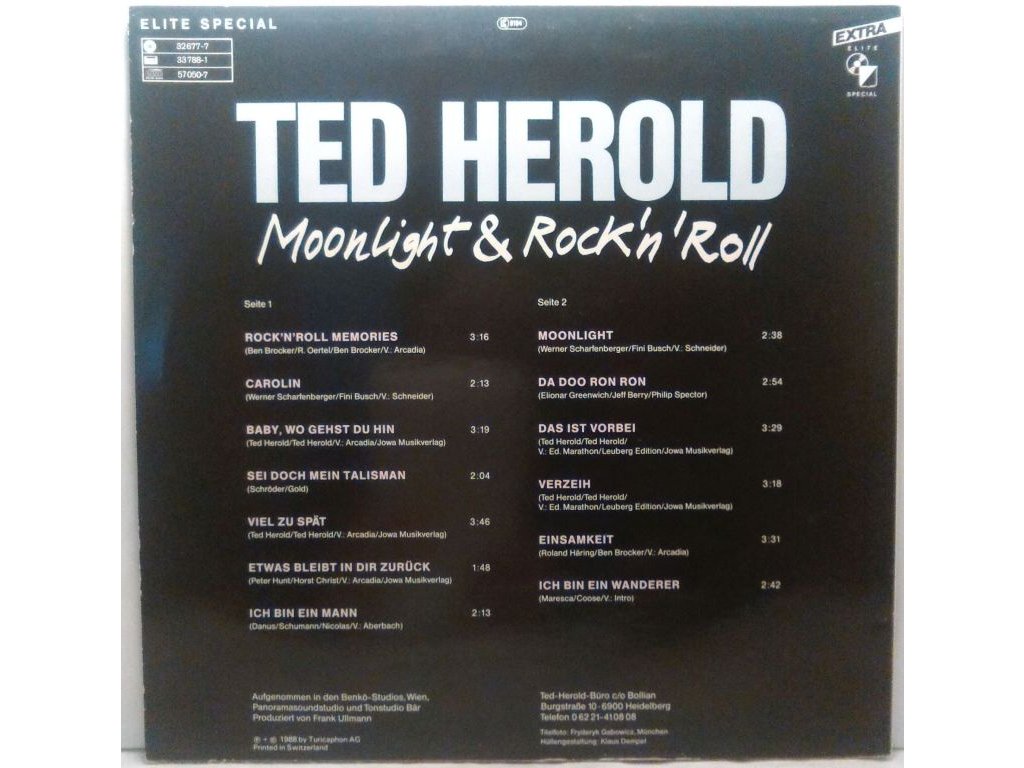 ELITE SPECIAL
32677-7
33788-1
57050-7
EXTRA
ELITE
SPECIAL
TED HEROLD
Moonlight & Rock'n'Roll
Seite 1
ROCK'N'ROLL MEMORIES 3:16
(Ben Brocker/R. Oertel/Ben Brocker/V.: Arcadia)
CAROLIN 2:13
(Werner Scharfenberger/Fini Busch/V.: Schneider)
BABY, WO GEHST DU HIN 3:19
(Ted Herold/Ted Herold/V.: Arcadia/Jowa Musikverlag)
SEI DOCH MEIN TALISMAN 2:04
(Schröder/Gold)
VIEL ZU SPÄT 3:46
(Ted Herold/Ted Herold/V.: Arcadia/Jowa Musikverlag)
ETWAS BLEIBT IN DIR ZURÜCK 1:48
(Peter Hunt/Horst Christ/V.: Arcadia/Jowa Musikverlag)
ICH BIN EIN MANN 2:13
(Danus/Schumann/Nicolas/V.: Aberbach)
Seite 2
MOONLIGHT 2:38
(Werner Scharfenberger/Fini Busch/V.: Schneider)
DA DOO RON RON 2:54
(Elionar Greenwich/Jeff Berry/Philip Spector)
DAS IST VORBEI 3:29
(Ted Herold/Ted Herold/
V.: Ed. Marathon/Leuberg Edition/Jowa Musikverlag)
VERZEIH 3:18
(Ted Herold/Ted Herold/
V.: Ed. Marathon/Leuberg Edition/Jowa Musikverlag)
EINSAMKEIT 3:31
(Roland Häring/Ben Brocker/V.: Arcadia)
ICH BIN EIN WANDERER 2:42
(Maresca/Coose/V.: Intro)
Aufgenommen in den Benkö-Studios, Wien,
Panoramasoundstudio und Tonstudio Bär
Produziert von Frank Ullmann
℗ + © 1988 by Turicaphon AG
Printed in Switzerland
Ted-Herold-Büro c/o Bollian
Burgstraße 10 · 6900 Heidelberg
Telefon 0 62 21-41 08 08
Titelfoto: Fryderyk Gabowicz, München
Hüllengestaltung: Klaus Dempel